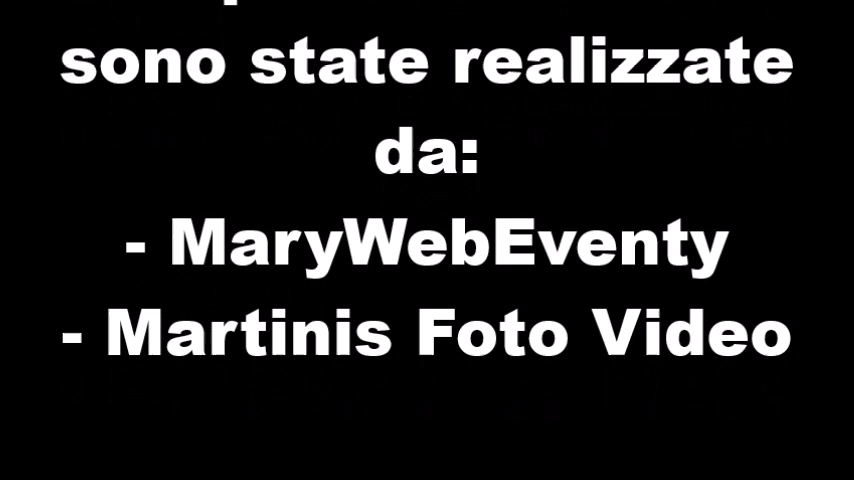 sono state realizzate
da:
- MaryWebEventy
- Martinis Foto Video